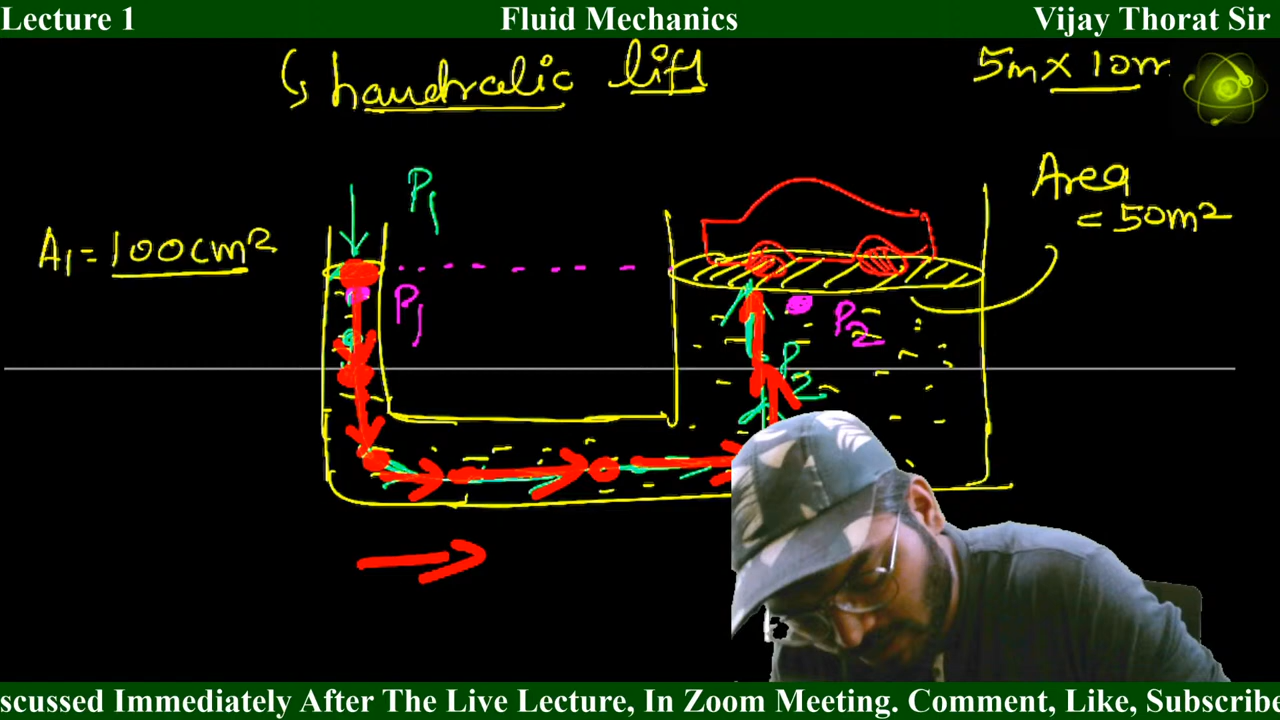 Lecture 1 Fluid Mechanics Vijay Thorat Sir
haudralic lift
5m x 10m
P1
Area
= 50m2
A1 = 100cm2
P1
P2
P2
scussed Immediately After The Live Lecture, In Zoom Meeting. Comment, Like, Subscribe